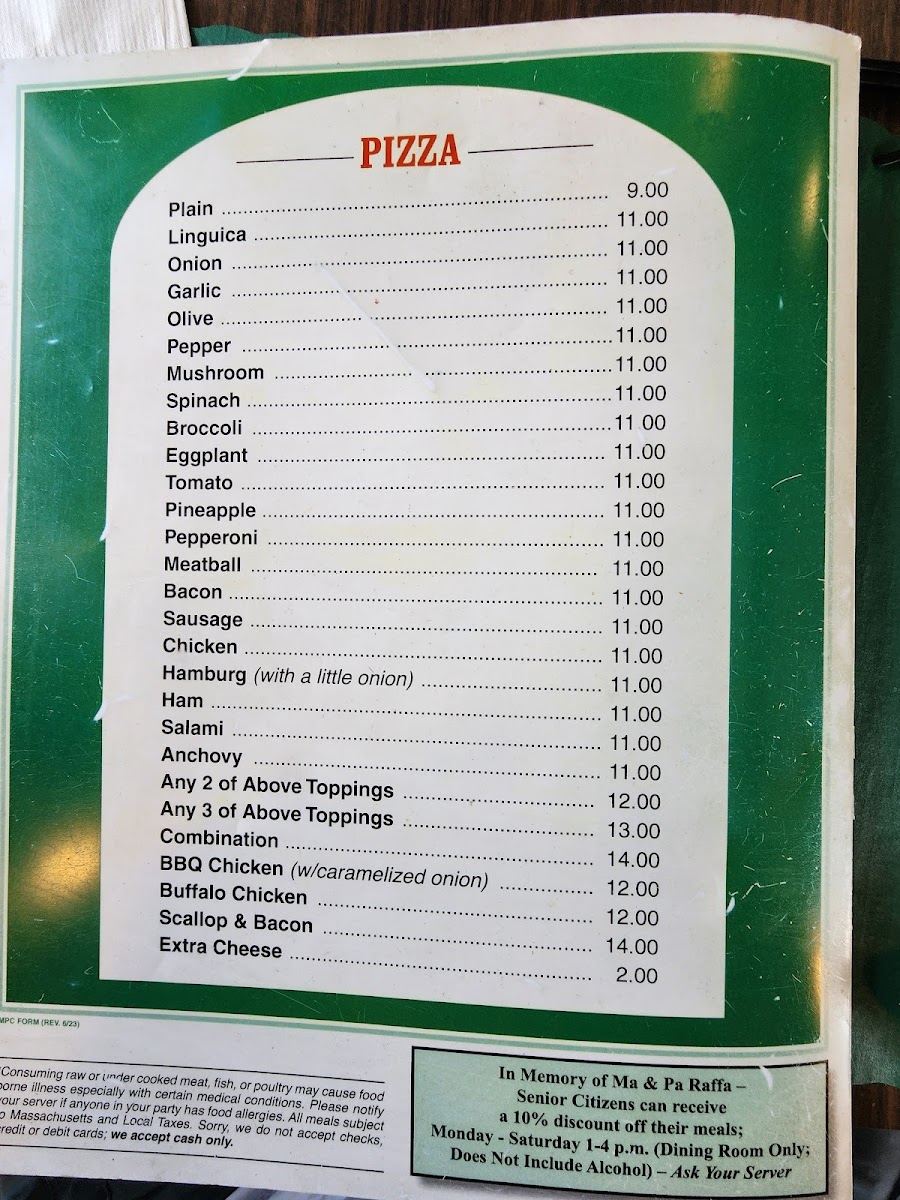 PIZZA
Plain 9.00
Linguica 11.00
Onion 11.00
Garlic 11.00
Olive 11.00
Pepper 11.00
Mushroom 11.00
Spinach 11.00
Broccoli 11.00
Eggplant 11.00
Tomato 11.00
Pineapple 11.00
Pepperoni 11.00
Meatball 11.00
Bacon 11.00
Sausage 11.00
Chicken 11.00
Hamburg (with a little onion) 11.00
Ham 11.00
Salami 11.00
Anchovy 11.00
Any 2 of Above Toppings 12.00
Any 3 of Above Toppings 13.00
Combination 14.00
BBQ Chicken (w/caramelized onion) 12.00
Buffalo Chicken 12.00
Scallop & Bacon 14.00
Extra Cheese 2.00
MPC FORM (REV. 6/23)
Consuming raw or under cooked meat, fish, or poultry may cause food
borne illness especially with certain medical conditions. Please notify
your server if anyone in your party has food allergies. All meals subject
to Massachusetts and Local Taxes. Sorry, we do not accept checks,
credit or debit cards; we accept cash only.
In Memory of Ma & Pa Raffa –
Senior Citizens can receive
a 10% discount off their meals;
Monday - Saturday 1-4 p.m. (Dining Room Only;
Does Not Include Alcohol) – Ask Your Server